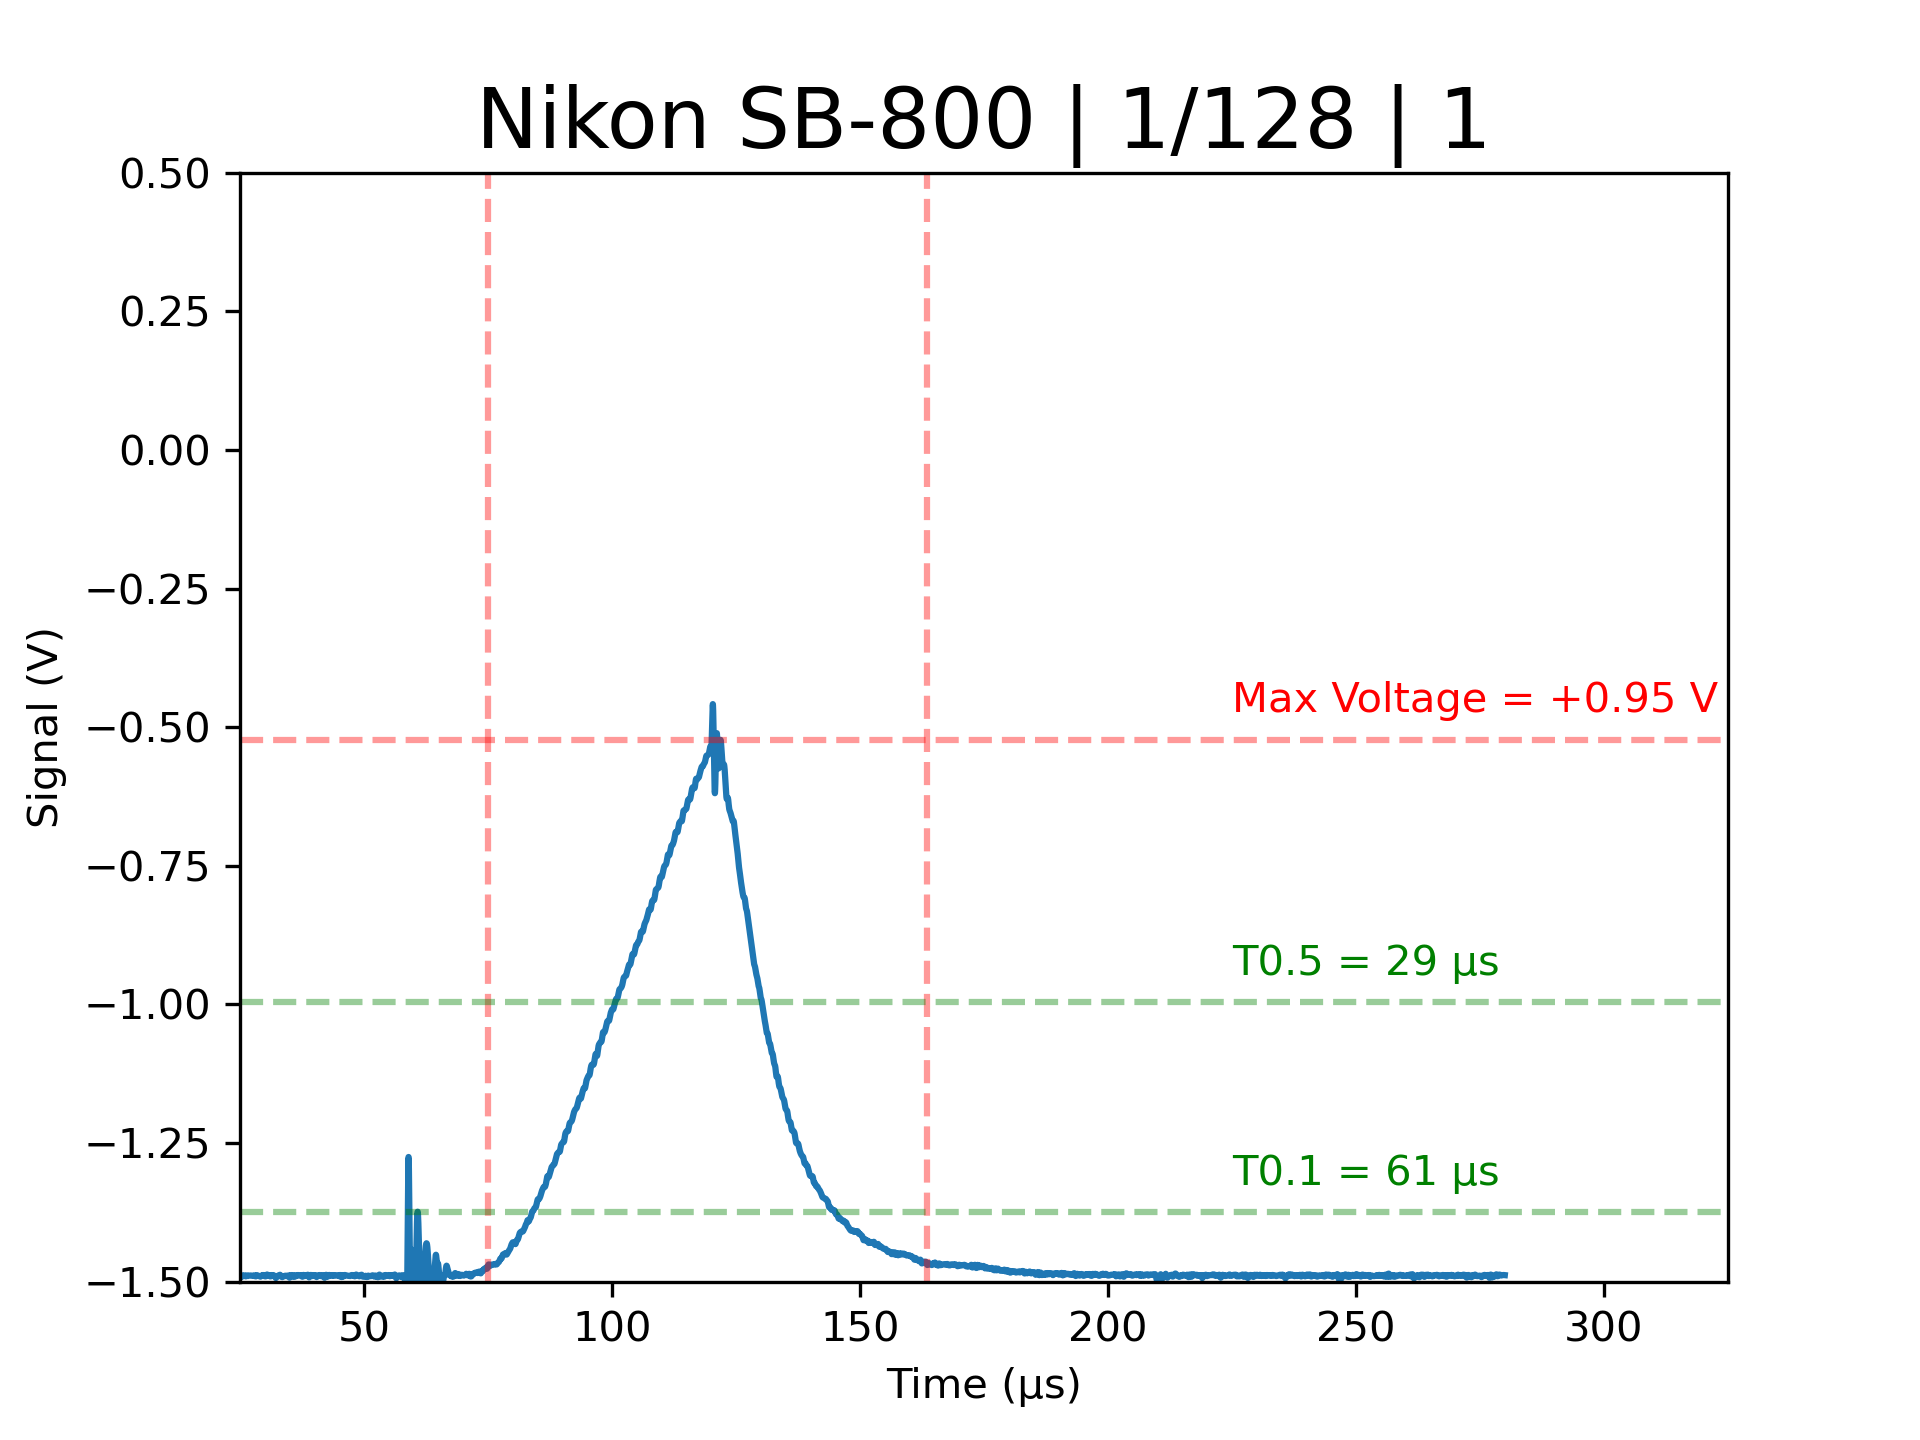 Nikon SB-800 | 1/128 | 1
0.50
0.25
0.00
−0.25
−0.50
−0.75
−1.00
−1.25
−1.50
Signal (V)
Max Voltage = +0.95 V
T0.5 = 29 μs
T0.1 = 61 μs
50 100 150 200 250 300
Time (μs)